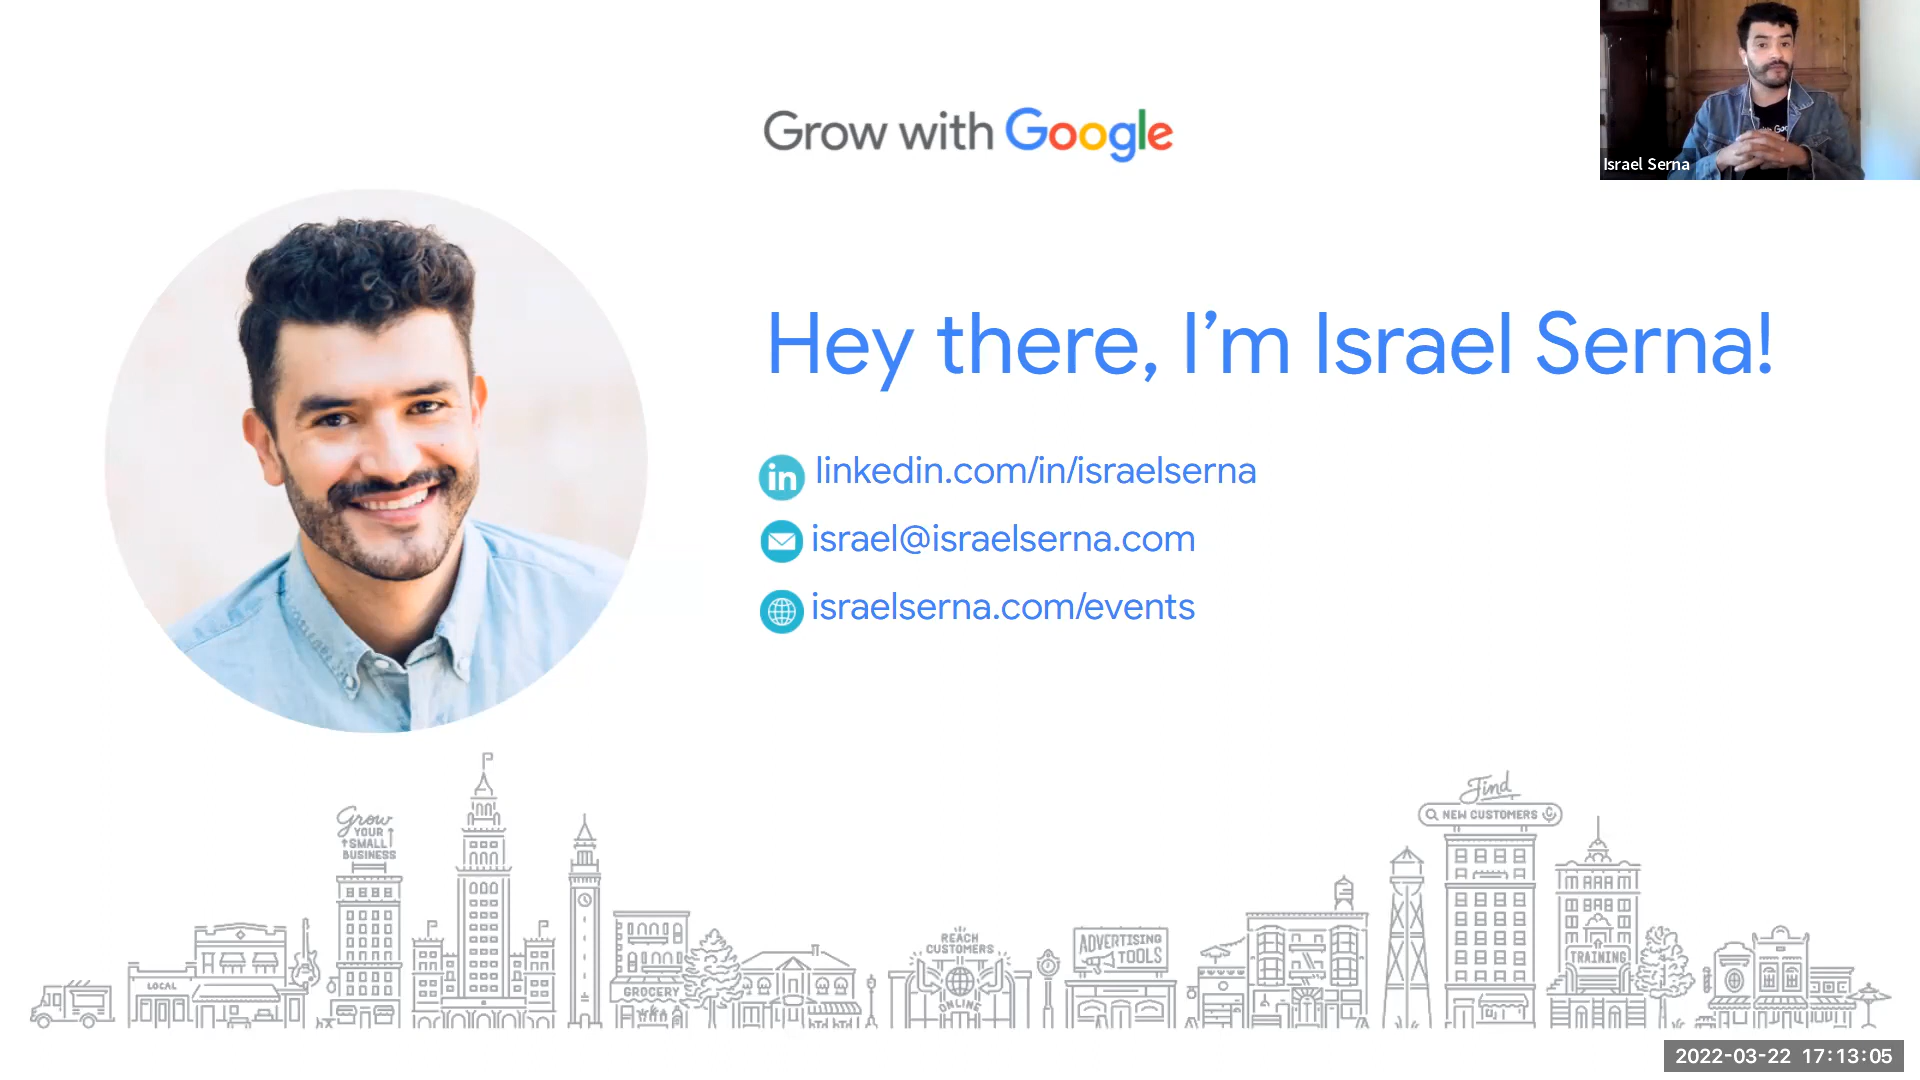 Grow with Google
Israel Serna
Hey there, I’m Israel Serna!
in linkedin.com/in/israelserna
israel@israelserna.com
israelserna.com/events
Grow
YOUR
SMALL
BUSINESS
LOCAL
GROCERY
REACH
CUSTOMERS
ONLINE
ADVERTISING
TOOLS
Find
NEW CUSTOMERS
TRAINING
2022-03-22 17:13:05